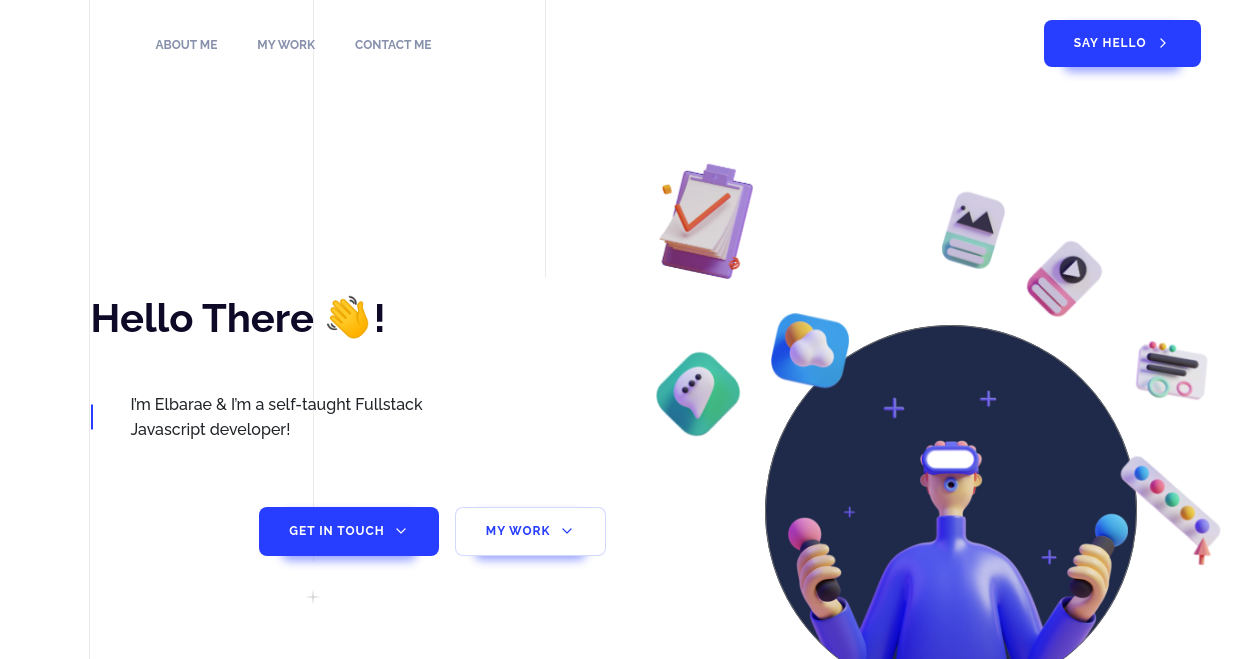 ABOUT ME MY WORK CONTACT ME SAY HELLO
Hello There 👋!
I'm Elbarae & I'm a self-taught Fullstack
Javascript developer!
GET IN TOUCH MY WORK